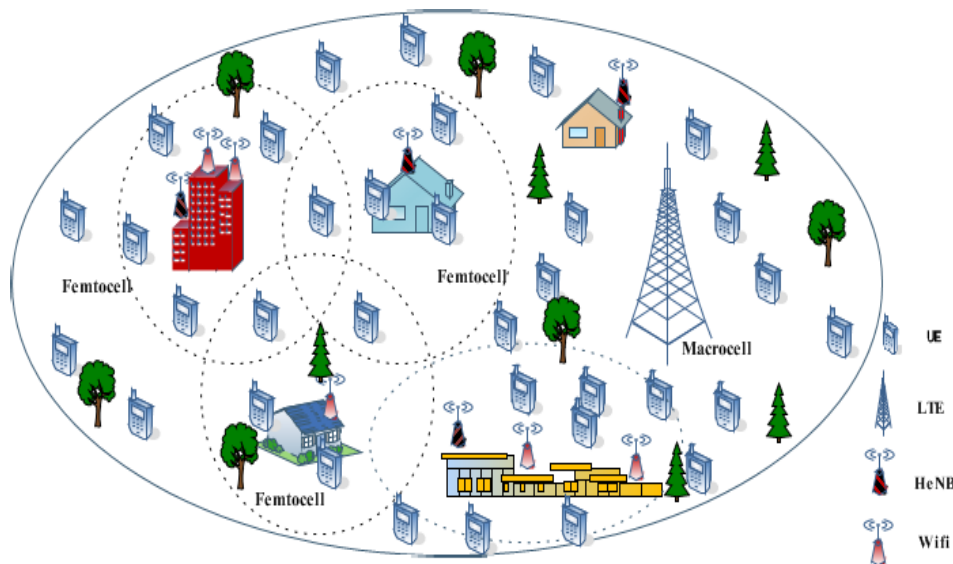 Femtocell
Femtocell
Macrocell
Femtocell
UE
LTE
HeNB
Wifi